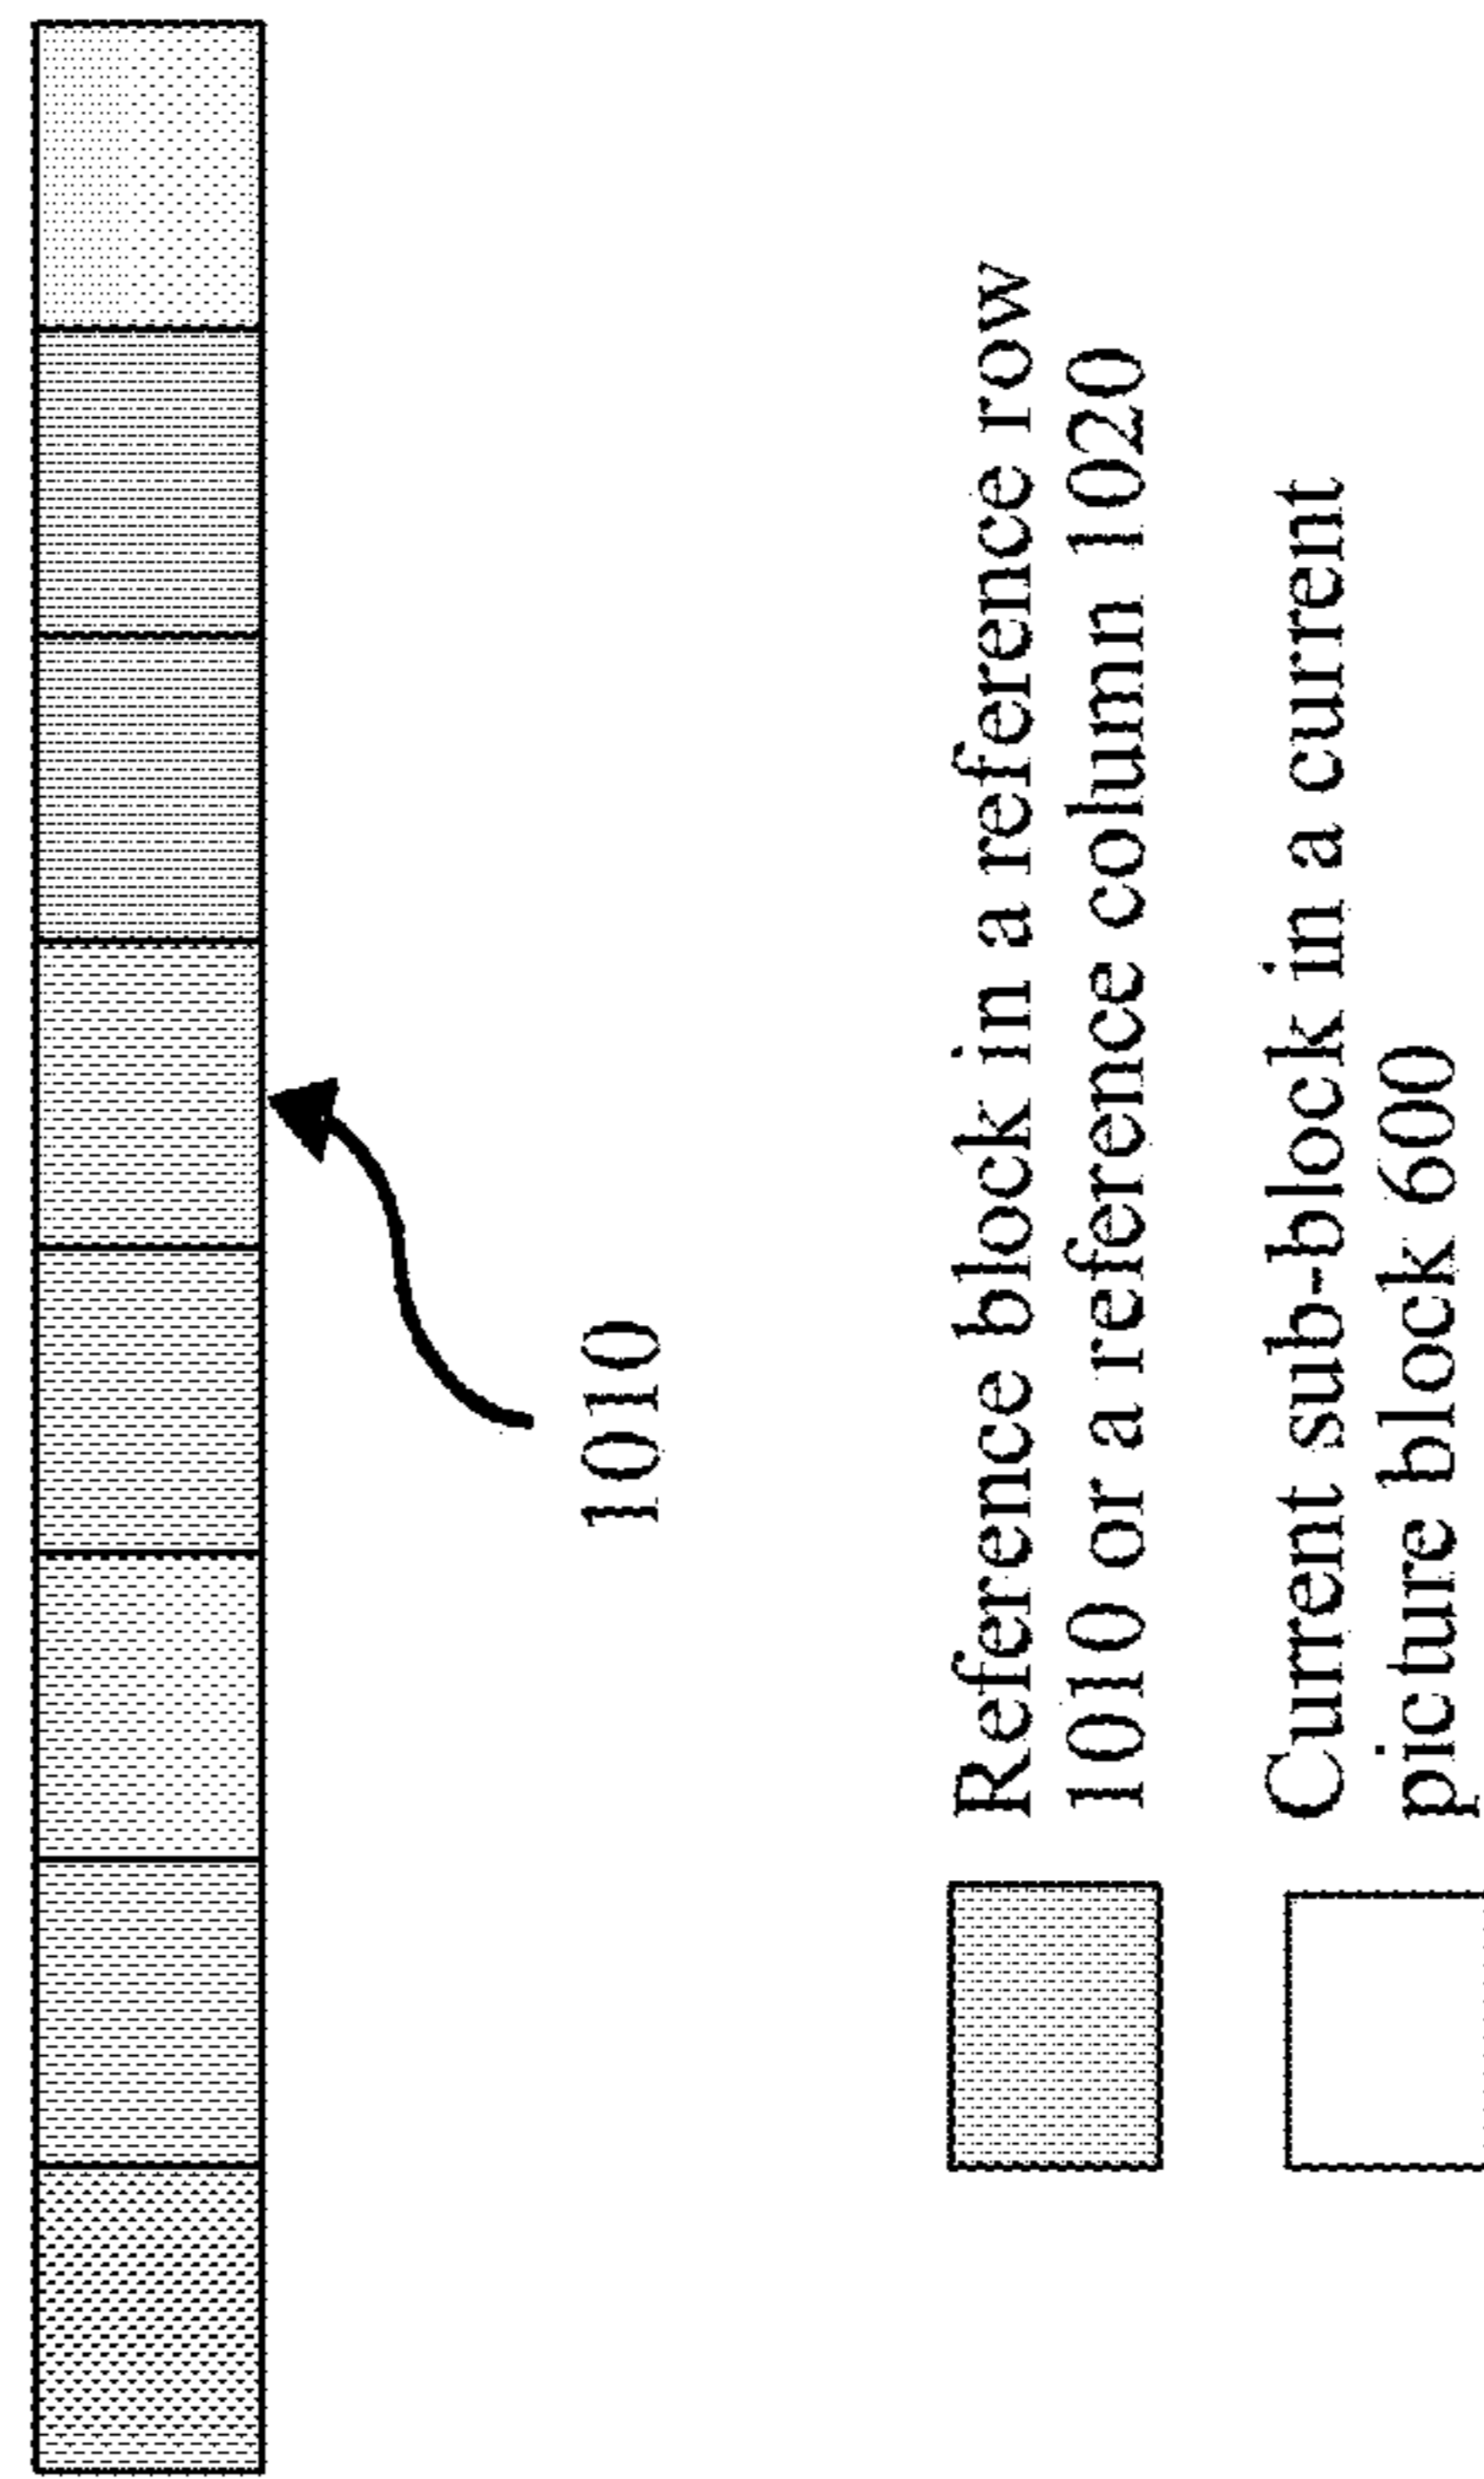 1010
Reference block in a reference row
1010 or a reference column 1020
Current sub-block in a current
picture block 600